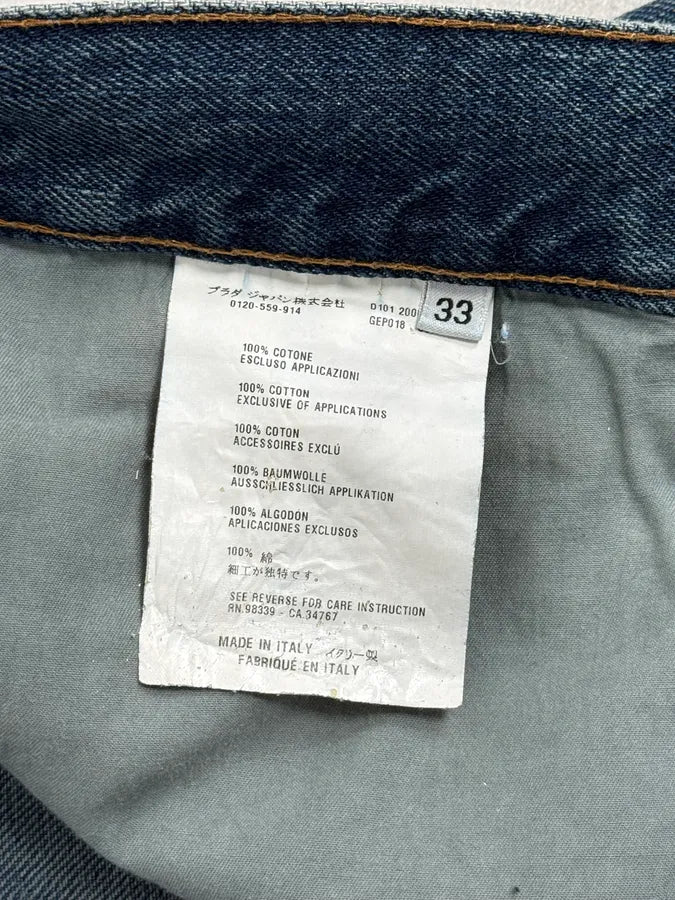 プラダ ジャパン株式会社
0120-559-914
D101 200
GEP018
33
100% COTONE
ESCLUSO APPLICAZIONI
100% COTTON
EXCLUSIVE OF APPLICATIONS
100% COTON
ACCESSOIRES EXCLÚ
100% BAUMWOLLE
AUSSCHLIESSLICH APPLIKATION
100% ALGODÓN
APLICACIONES EXCLUSOS
100% 綿
細工が独特です。
SEE REVERSE FOR CARE INSTRUCTION
RN.98339 - CA.34767
MADE IN ITALY イタリー製
FABRIQUÉ EN ITALY